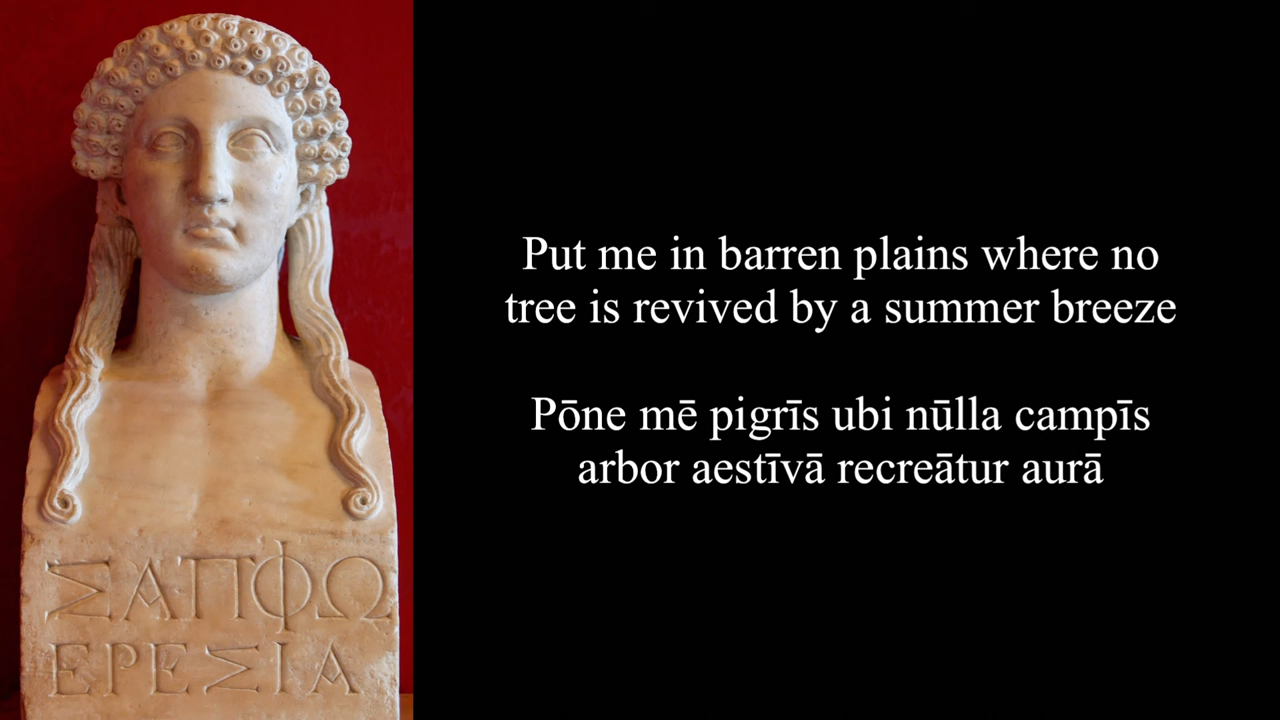 Put me in barren plains where no
tree is revived by a summer breeze
Pōne mē pigrīs ubi nūlla campīs
arbor aestīvā recreātur aurā
ΣΑΠΦΩ
ΕΡΕΣΙΑ